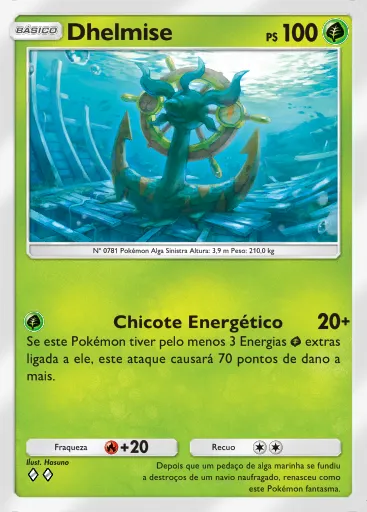 BÁSICO Dhelmise PS 100
Nº 0781 Pokémon Alga Sinistra Altura: 3,9 m Peso: 210,0 kg
Chicote Energético 20+
Se este Pokémon tiver pelo menos 3 Energias extras
ligada a ele, este ataque causará 70 pontos de dano a
mais.
Fraqueza +20 Recuo
Ilust. Hasuno
Depois que um pedaço de alga marinha se fundiu
a destroços de um navio naufragado, renasceu como
este Pokémon fantasma.